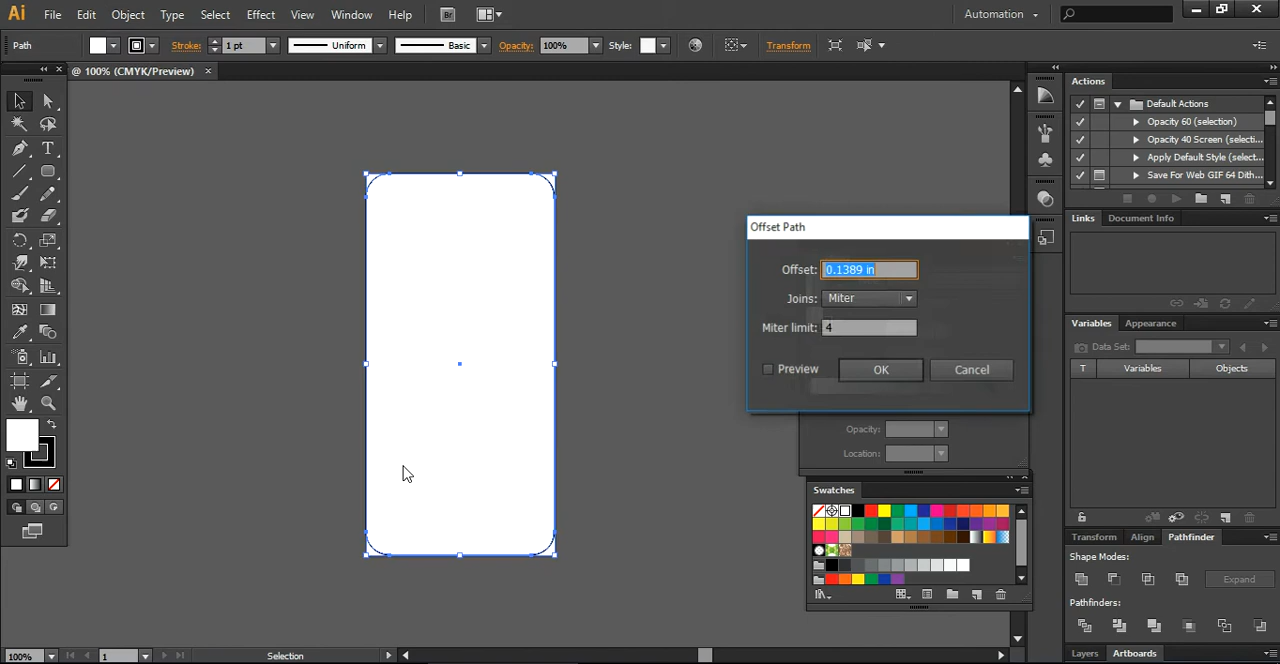 Ai File Edit Object Type Select Effect View Window Help Br Automation
Path Stroke: 1 pt Uniform Basic Opacity: 100% Style: Transform
@ 100% (CMYK/Preview)
Actions
Default Actions
Opacity 60 (selection)
Opacity 40 Screen (selecti...
Apply Default Style (select...
Save For Web GIF 64 Dith...
Links Document Info
Offset Path
Offset: 0.1389 in
Joins: Miter
Miter limit: 4
Preview OK Cancel
Variables Appearance
Data Set:
T Variables Objects
Opacity:
Location:
Swatches
Transform Align Pathfinder
Shape Modes:
Expand
Pathfinders:
Layers Artboards
100% 1 Selection